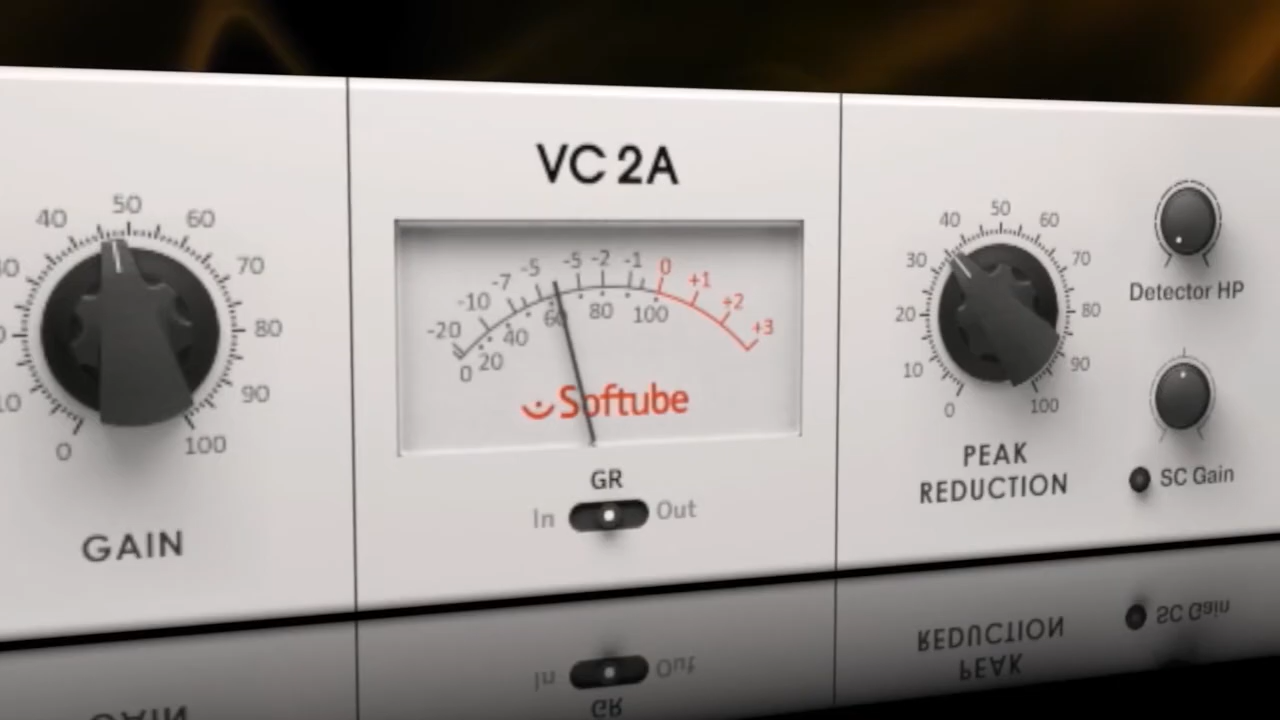 VC 2A
40 50 60 70 80 90 100 0
GAIN
-20 -10 -7 -5 -5 -2 -1 0 +1 +2 +3
0 20 40 60 80 100
Softube
GR
In Out
0 10 20 30 40 50 60 70 80 90 100
PEAK
REDUCTION
Detector HP
SC Gain